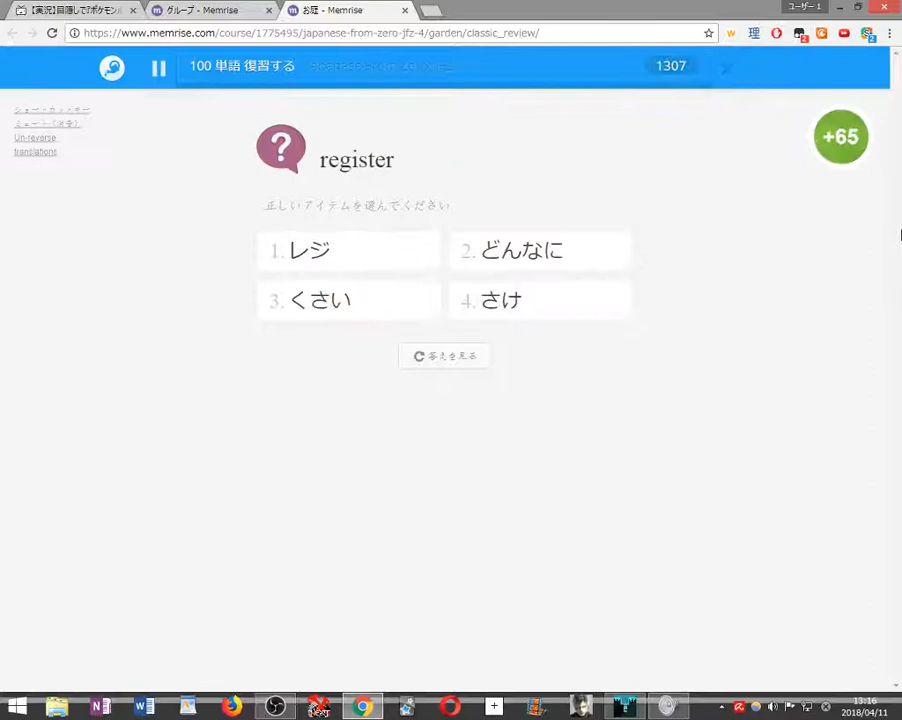 【実況】目隠しで?ポケモン
グループ - Memrise
お庭 - Memrise
ユーザー 1
https://www.memrise.com/course/1775495/japanese-from-zero-jfz-4/garden/classic_review/
100 単語 復習する
1307
Un-reverse
translations
+65
register
正しいアイテムを選んでください
1. レジ
2. どんなに
3. くさい
4. さけ
答えを見る
13:16
2018/04/11